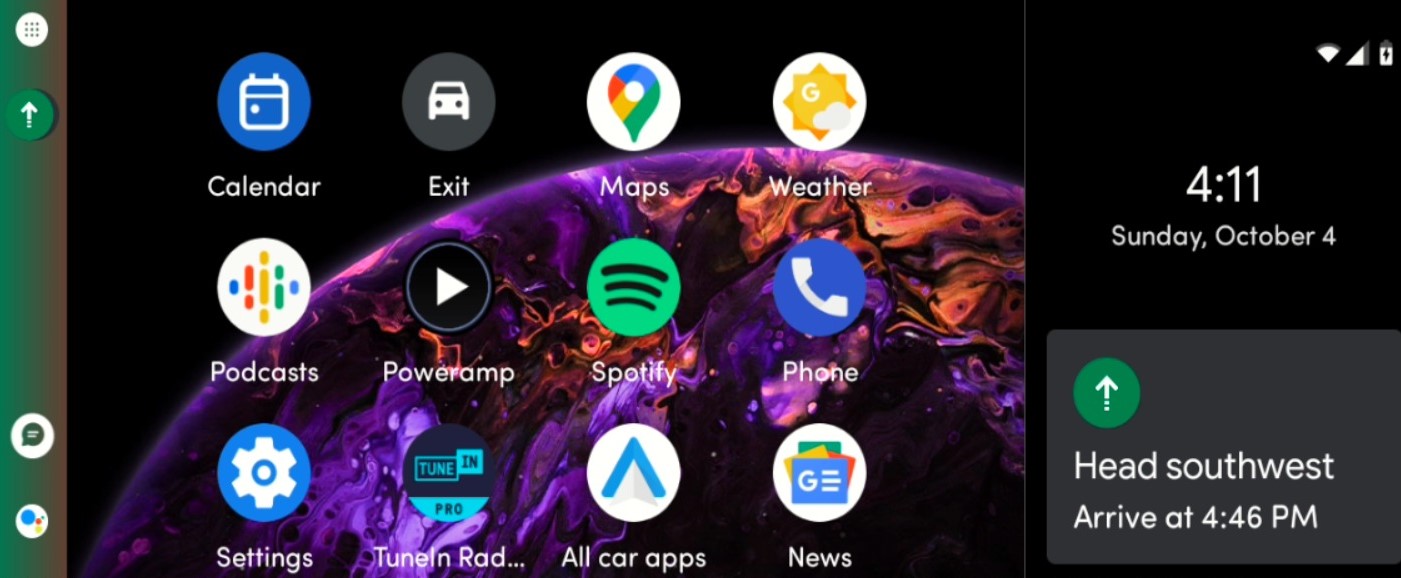 Calendar
Exit
Maps
Weather
G
Podcasts
Poweramp
Spotify
Phone
TUNE IN
PRO
G
Settings
TuneIn Rad...
All car apps
News
4:11
Sunday, October 4
Head southwest
Arrive at 4:46 PM